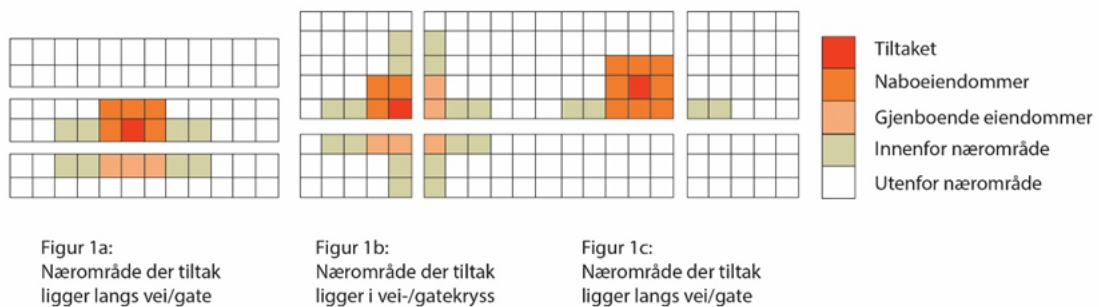 Tiltaket
Naboeiendommer
Gjenboende eiendommer
Innenfor nærområde
Utenfor nærområde
Figur 1a:
Nærområde der tiltak
ligger langs vei/gate
Figur 1b:
Nærområde der tiltak
ligger i vei-/gatekryss
Figur 1c:
Nærområde der tiltak
ligger langs vei/gate